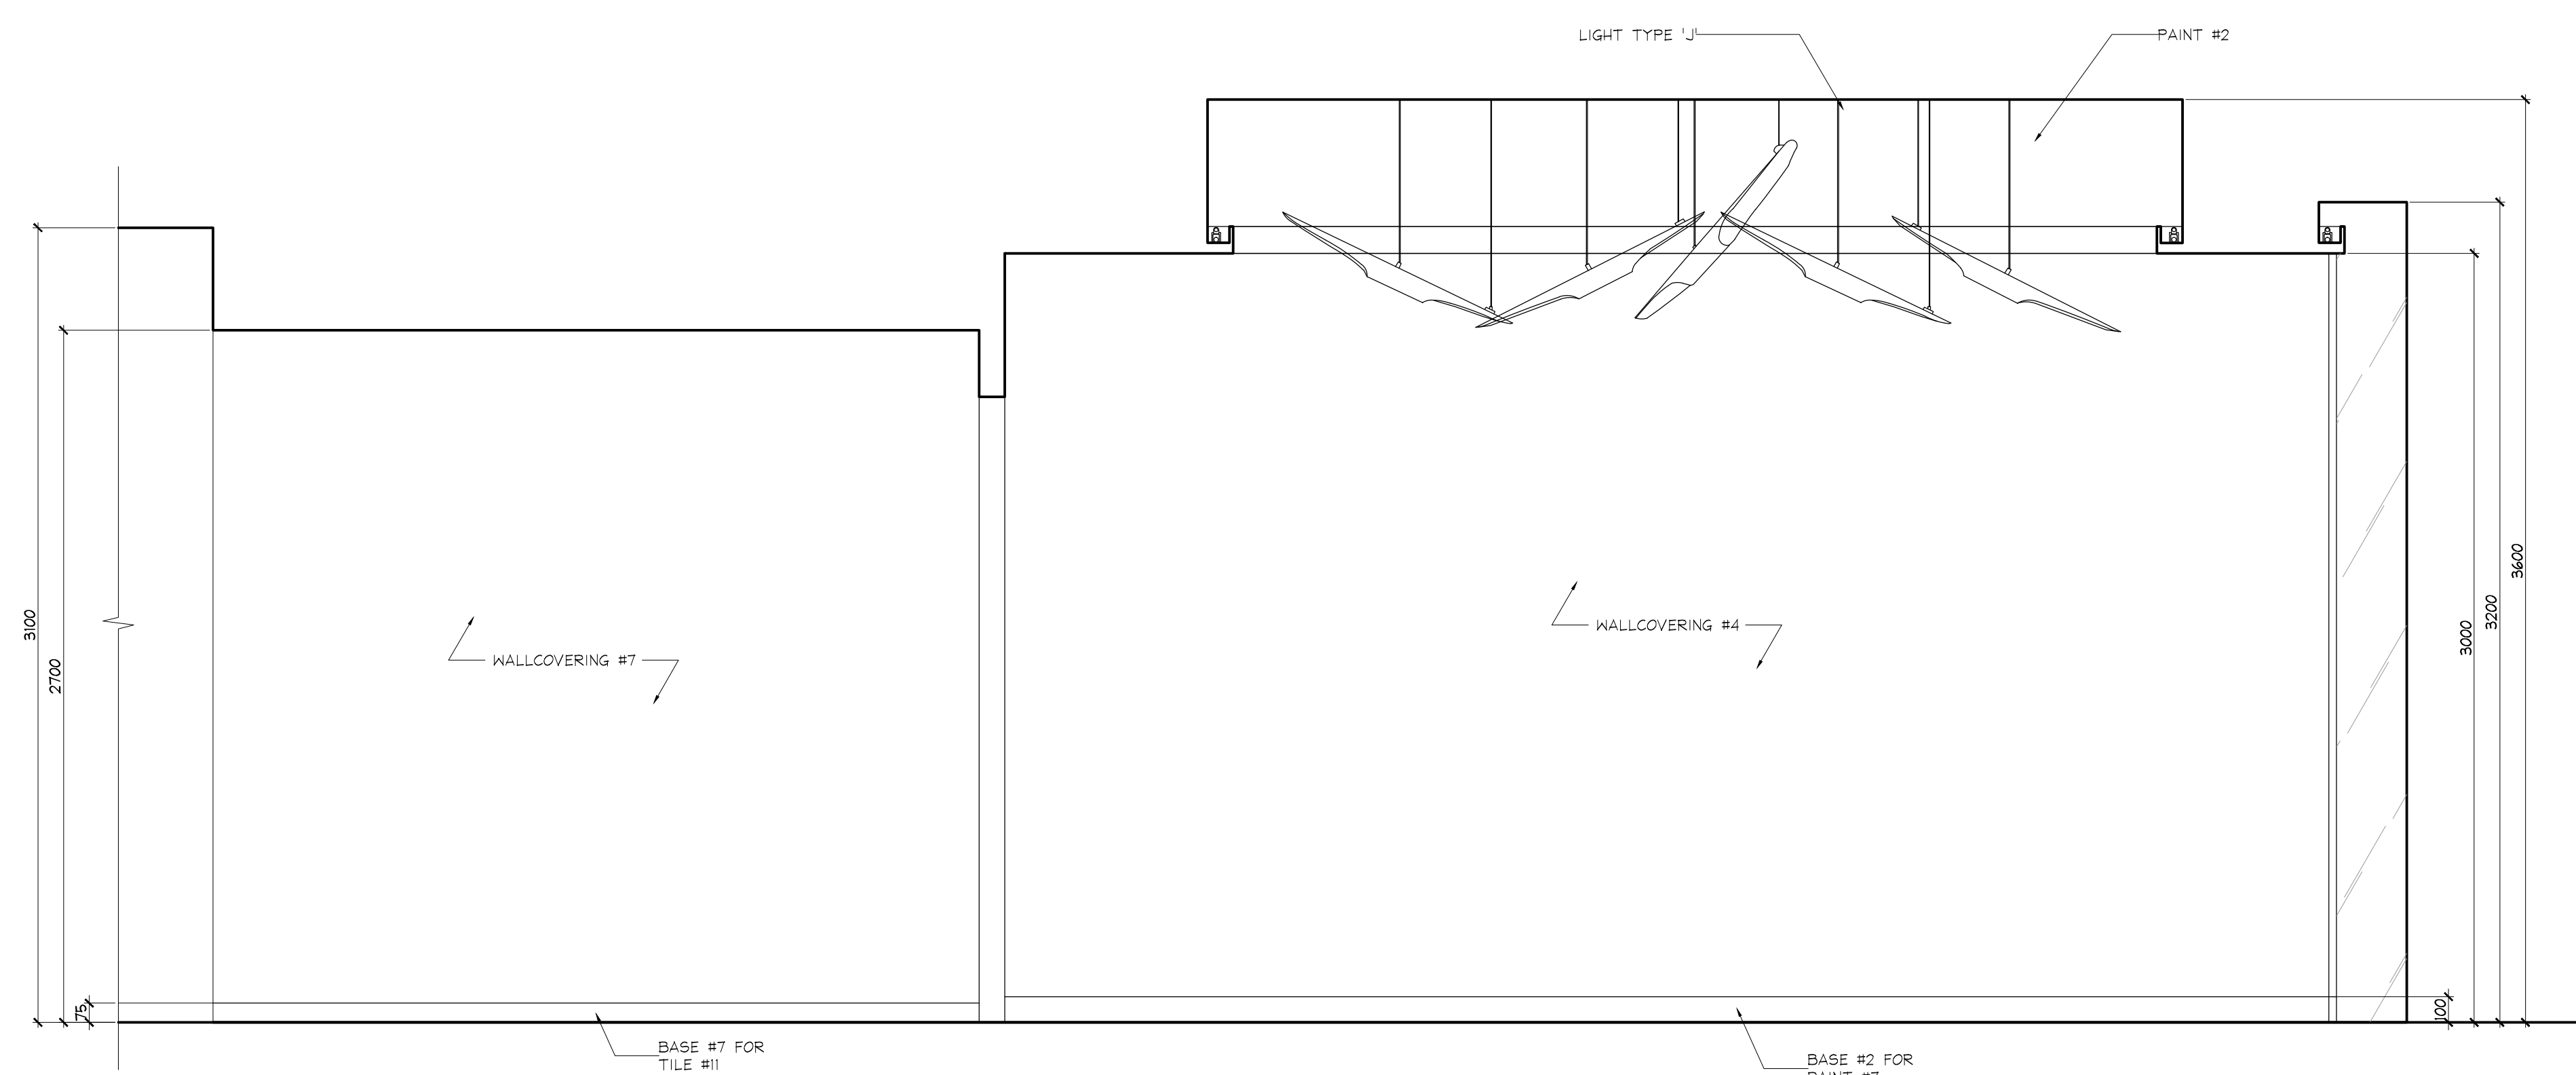 LIGHT TYPE 'J'
PAINT #2
3100
2700
75
WALLCOVERING #7
WALLCOVERING #4
3000
3200
3600
100
BASE #7 FOR
TILE #11
BASE #2 FOR